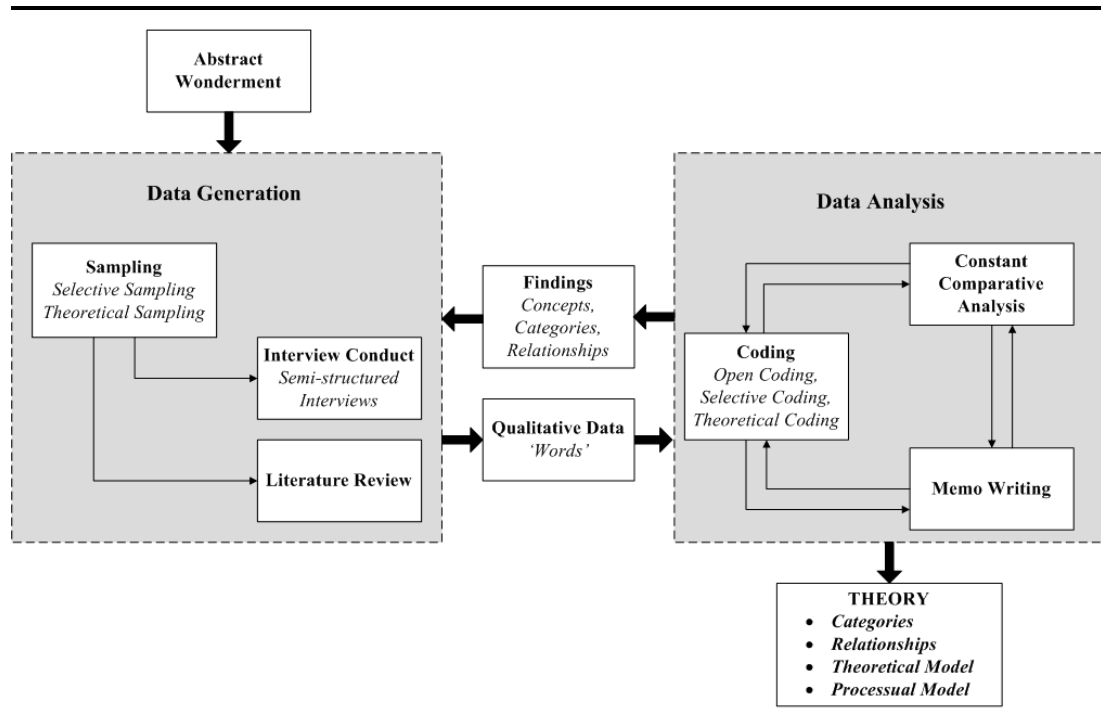 Abstract
Wonderment
Data Generation
Sampling
Selective Sampling
Theoretical Sampling
Interview Conduct
Semi-structured
Interviews
Literature Review
Findings
Concepts,
Categories,
Relationships
Qualitative Data
‘Words’
Data Analysis
Constant
Comparative
Analysis
Coding
Open Coding,
Selective Coding,
Theoretical Coding
Memo Writing
THEORY
• Categories
• Relationships
• Theoretical Model
• Processual Model